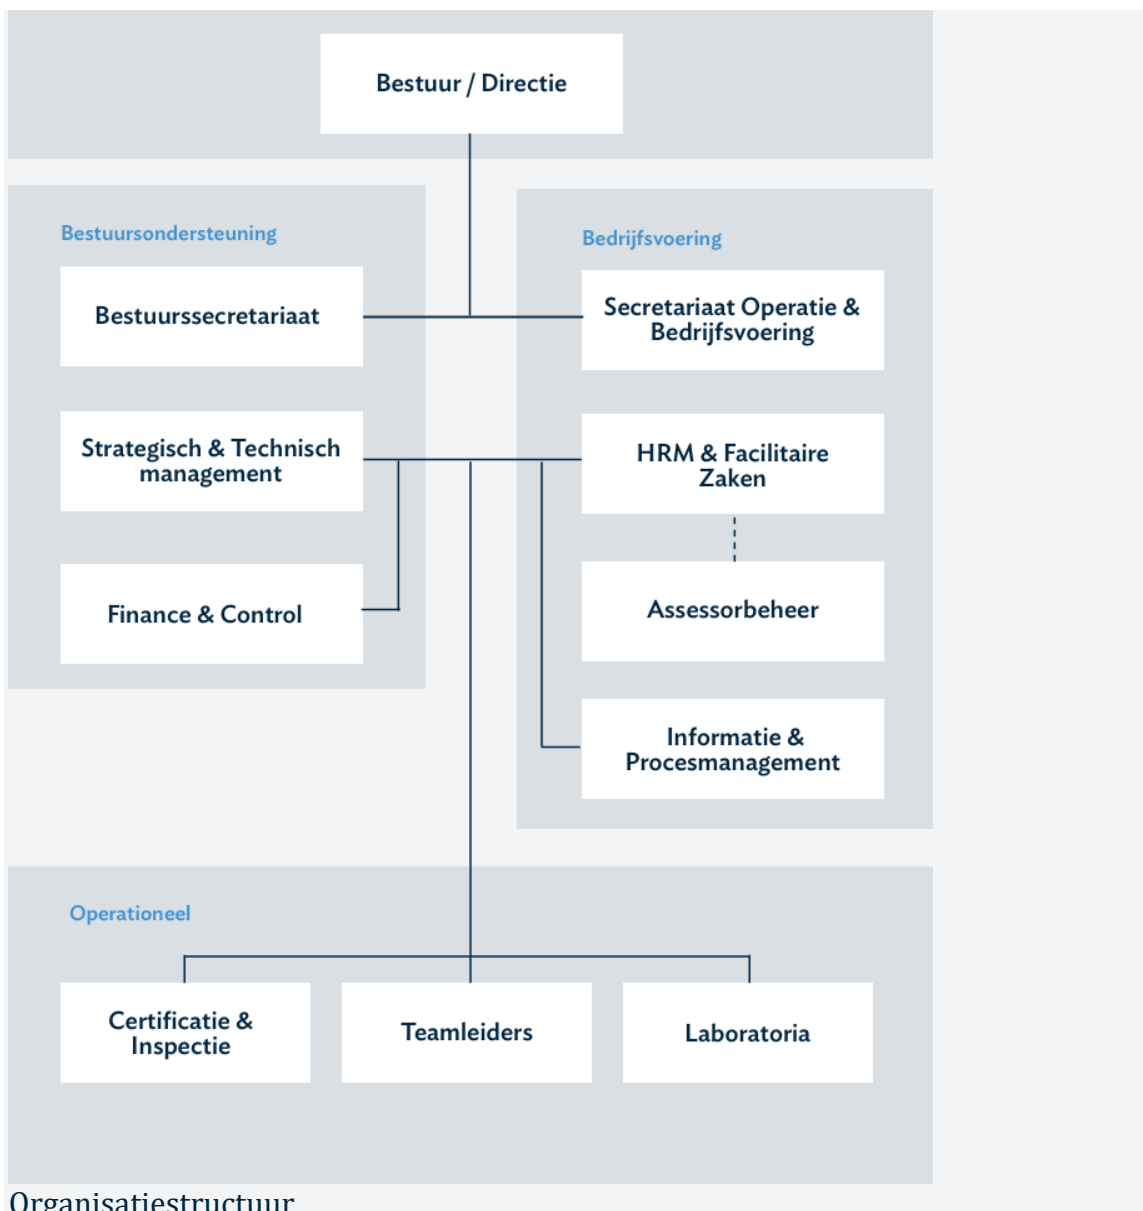 Bestuur / Directie
Bestuursondersteuning
Bestuurssecretariaat
Strategisch & Technisch
management
Finance & Control
Bedrijfsvoering
Secretariaat Operatie &
Bedrijfsvoering
HRM & Facilitaire
Zaken
Assessorbeheer
Informatie &
Procesmanagement
Operationeel
Certificatie &
Inspectie
Teamleiders
Laboratoria
Organisatiestructuur